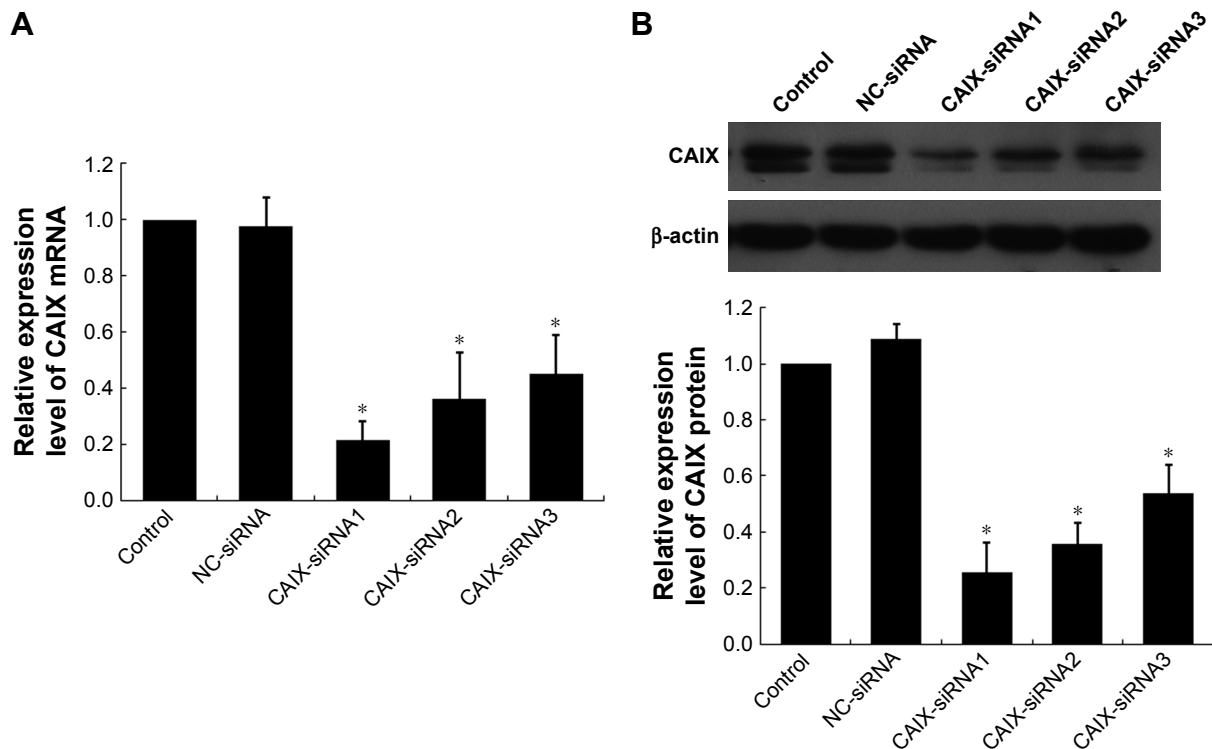 A
Relative expression
level of CAIX mRNA
1.2
1.0
0.8
0.6
0.4
0.2
0.0
*
*
*
Control
NC-siRNA
CAIX-siRNA1
CAIX-siRNA2
CAIX-siRNA3
B
Control
NC-siRNA
CAIX-siRNA1
CAIX-siRNA2
CAIX-siRNA3
CAIX
β-actin
Relative expression
level of CAIX protein
1.2
1.0
0.8
0.6
0.4
0.2
0.0
*
*
*
Control
NC-siRNA
CAIX-siRNA1
CAIX-siRNA2
CAIX-siRNA3